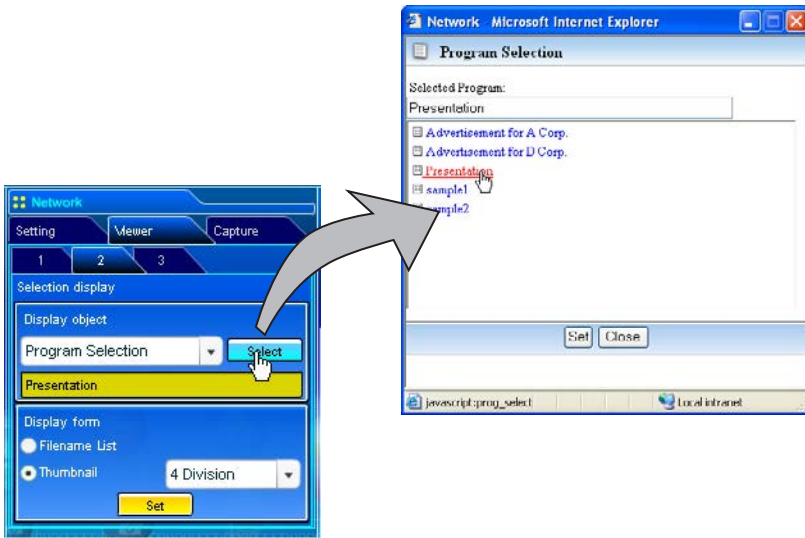 Network
Setting Viewer Capture
1 2 3
Selection display
Display object
Program Selection Select
Presentation
Display form
Filename List
Thumbnail 4 Division
Set
Network Microsoft Internet Explorer
Program Selection
Selected Program:
Presentation
Advertisement for A Corp.
Advertisement for D Corp.
Presentation
sample1
sample2
Set Close
javascript:prog_select Local intranet